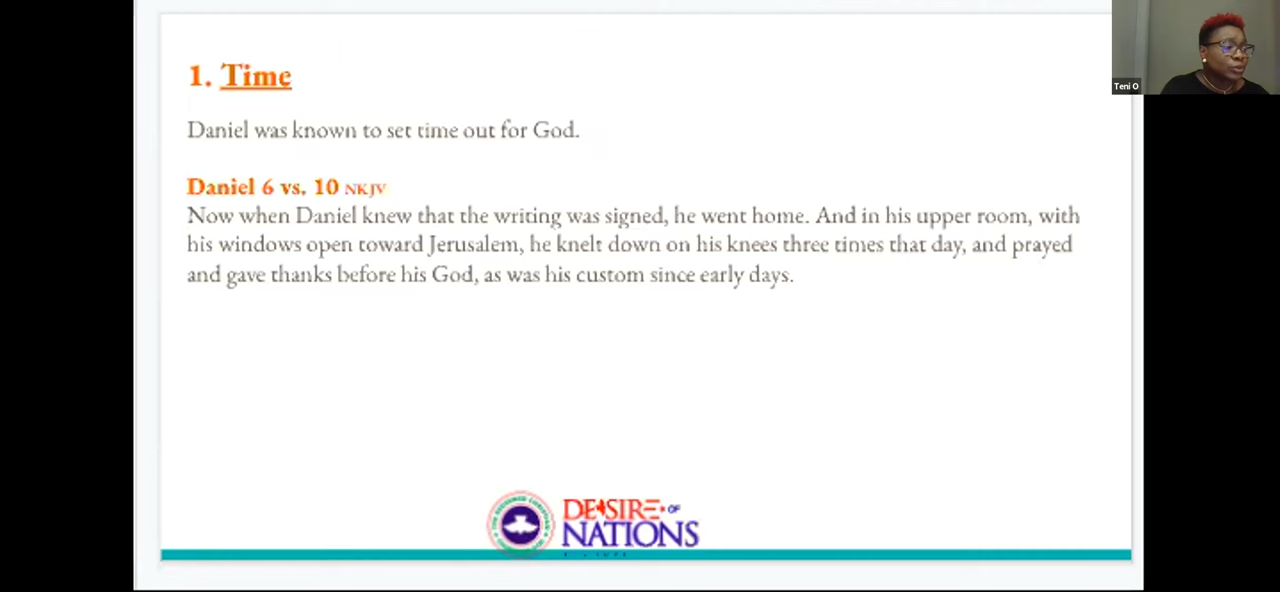 1. Time
Teni O
Daniel was known to set time out for God.
Daniel 6 vs. 10 NKJV
Now when Daniel knew that the writing was signed, he went home. And in his upper room, with
his windows open toward Jerusalem, he knelt down on his knees three times that day, and prayed
and gave thanks before his God, as was his custom since early days.
DESIRE OF
NATIONS